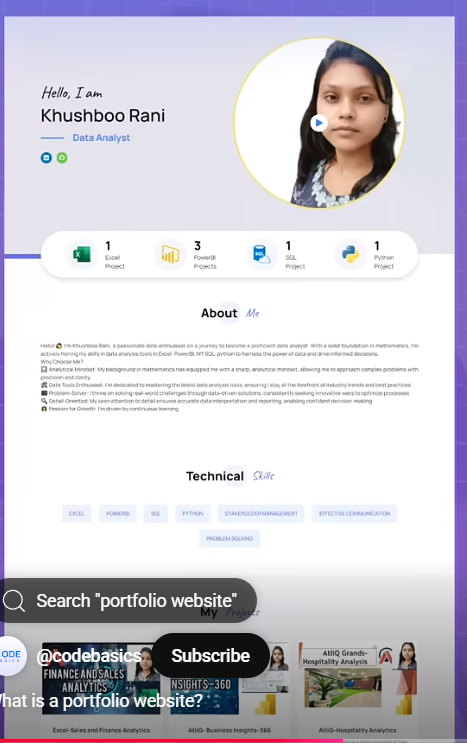 Hello, I am
Khushboo Rani
Data Analyst
1
Excel
Project
3
PowerBI
Projects
1
SQL
Project
1
Python
Project
About Me
Hello! I'm Khushboo Rani, a passionate data enthusiast on a journey to become a proficient data analyst. With a solid foundation in mathematics, I'm
actively honing my skills in data analysis tools in Excel, PowerBI, MYSQL, python to harness the power of data and drive informed decisions.
Why Choose Me?
Analytical Mindset: My background in mathematics has equipped me with a sharp, analytical mindset, allowing me to approach complex problems with
precision and clarity.
Data Tools Enthusiast: I'm dedicated to mastering the latest data analysis tools, ensuring I stay at the forefront of industry trends and best practices
Problem-Solver: I thrive on solving real-world challenges through data-driven solutions, consistently seeking innovative ways to optimize processes
Detail-Oriented: My keen attention to detail ensures accurate data interpretation and reporting, enabling confident decision-making.
Passion for Growth: I'm driven by continuous learning.
Technical Skills
EXCEL POWERBI SQL PYTHON STAKEHOLDER MANAGEMENT EFFECTIVE COMMUNICATION
PROBLEM SOLVING
Search "portfolio website"
My Projects
CODE
BASICS
@codebasics
Subscribe
FINANCE AND SALES
ANALYTICS
INSIGHTS-360
AtliQ Grands-
Hospitality Analysis
What is a portfolio website?
Excel-Sales and Finance Analytics
AtliQ- Business Insights-360
AtliQ-Hospitality Analytics